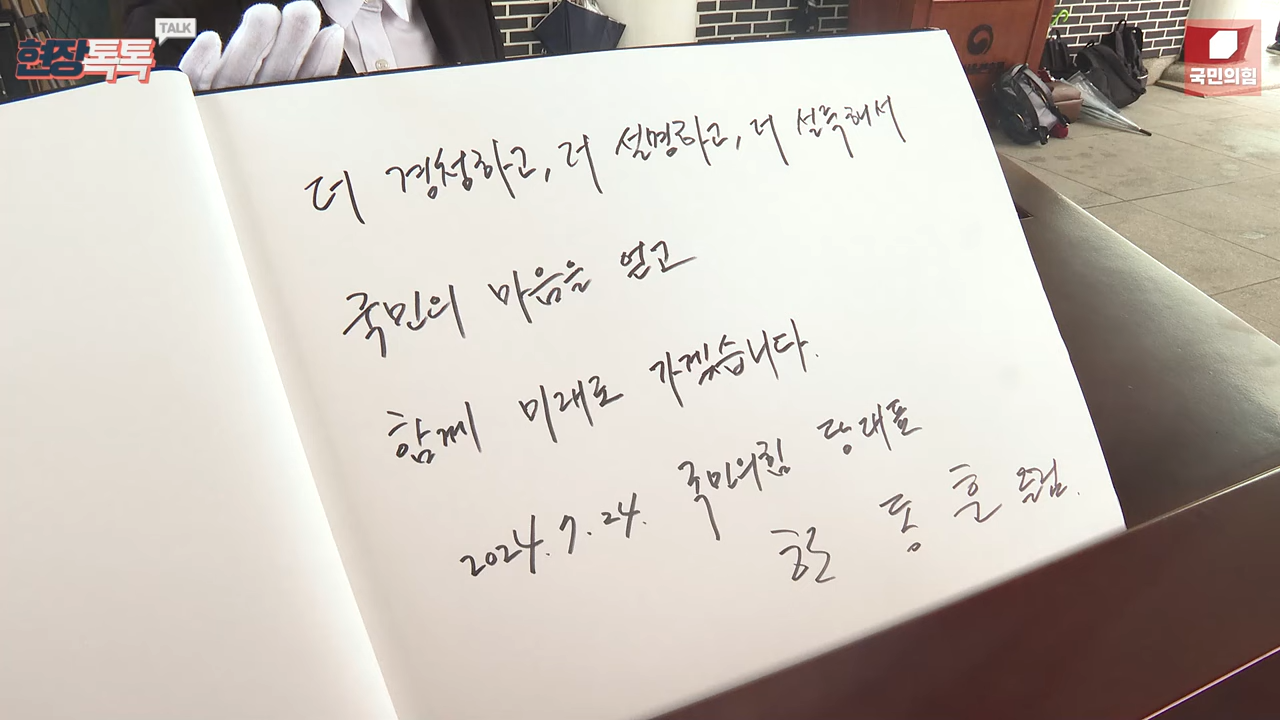 현장톡톡
TALK
국민의힘
더 경청하고, 더 설명하고, 더 설득해서
국민의 마음을 얻고
함께 미래로 가겠습니다.
2024. 7. 24. 국민의힘 당대표
한동훈 드림.